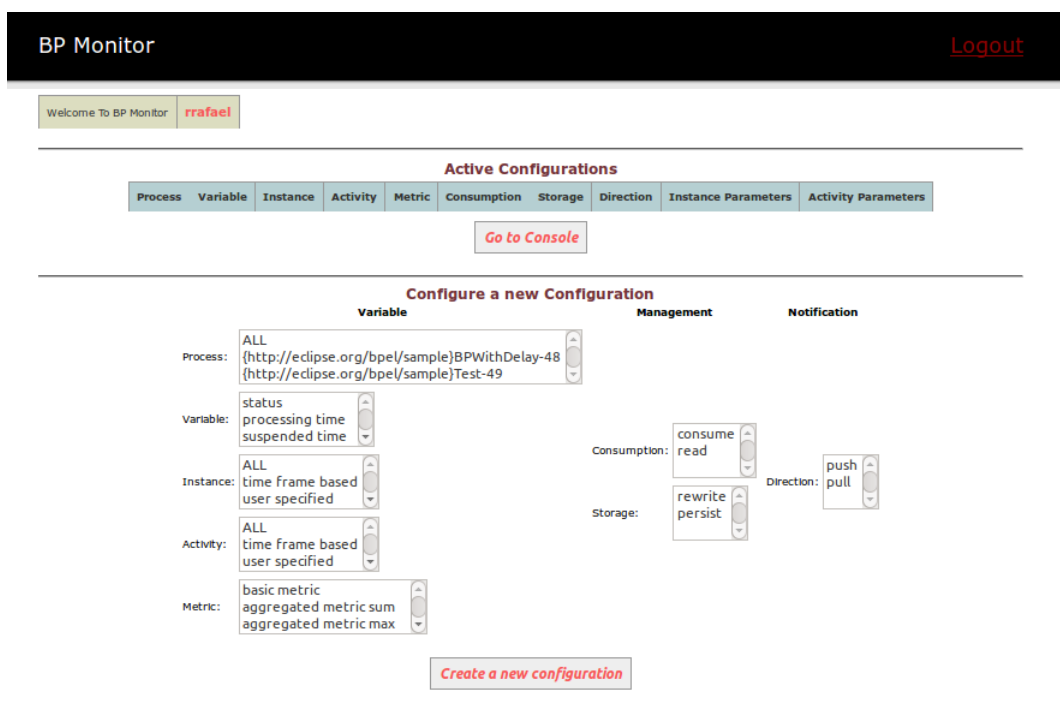 BP Monitor Logout
Welcome To BP Monitor rrafael
Active Configurations
Process Variable Instance Activity Metric Consumption Storage Direction Instance Parameters Activity Parameters
Go to Console
Configure a new Configuration
Variable Management Notification
Process:
ALL
{http://eclipse.org/bpel/sample}BPWithDelay-48
{http://eclipse.org/bpel/sample}Test-49
Variable:
status
processing time
suspended time
Instance:
ALL
time frame based
user specified
Activity:
ALL
time frame based
user specified
Metric:
basic metric
aggregated metric sum
aggregated metric max
Consumption:
consume
read
Storage:
rewrite
persist
Direction:
push
pull
Create a new configuration